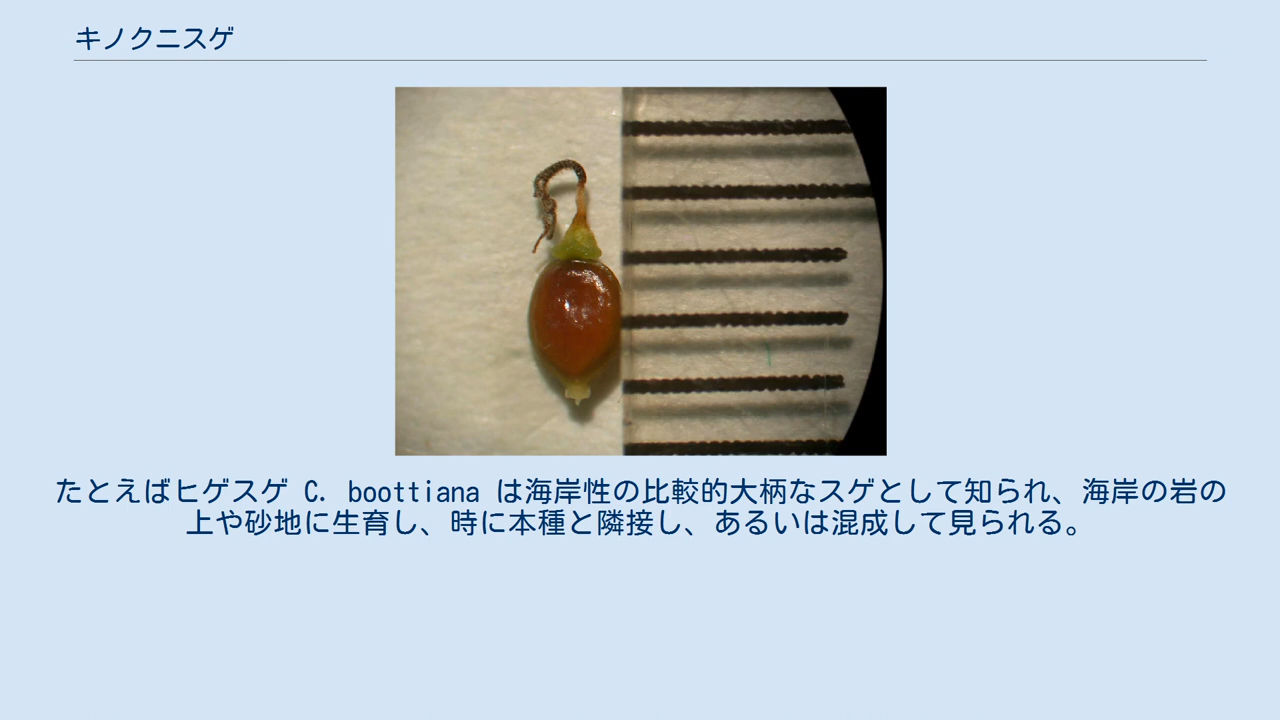 キノクニスゲ
たとえばヒゲスゲ C. boottiana は海岸性の比較的大柄なスゲとして知られ、海岸の岩の
上や砂地に生育し、時に本種と隣接し、あるいは混成して見られる。